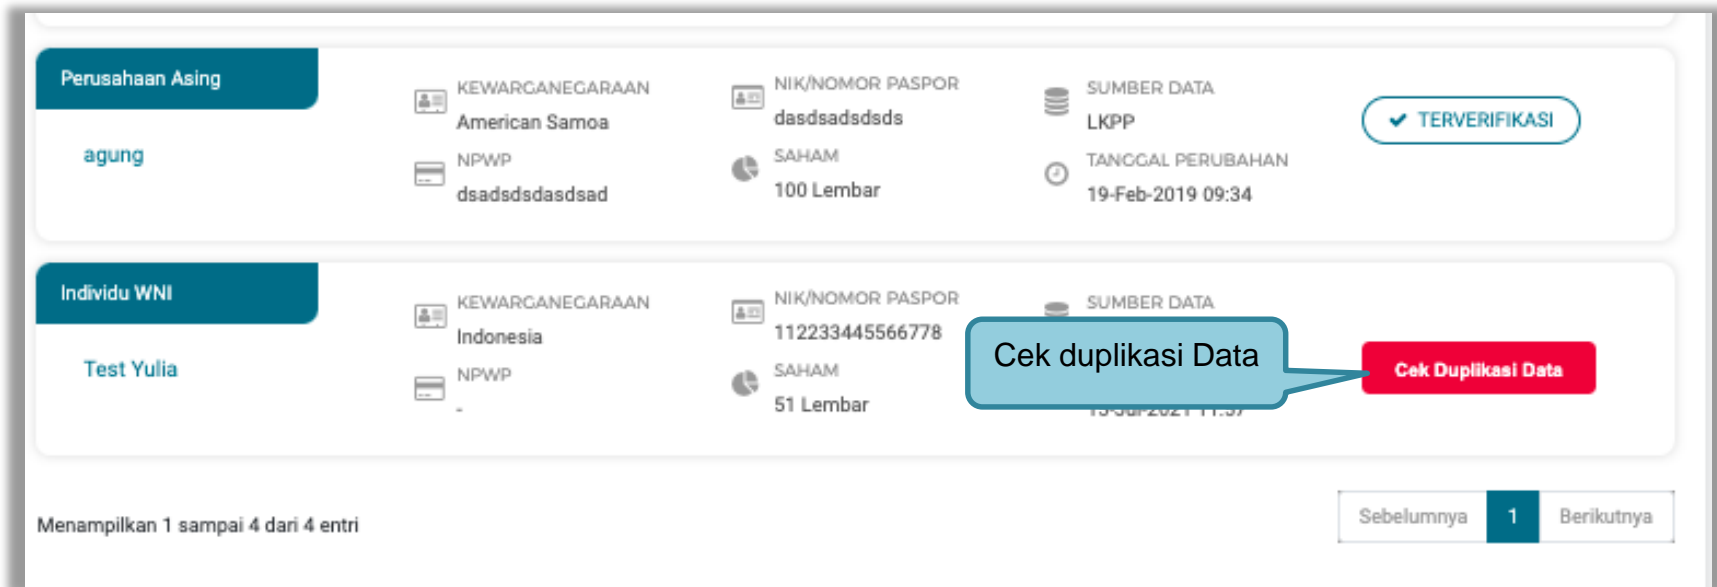 Perusahaan Asing
agung
KEWARGANEGARAAN
American Samoa
NPWP
dsadsdsdasdsad
NIK/NOMOR PASPOR
dasdsadsdsds
SAHAM
100 Lembar
SUMBER DATA
LKPP
TANGGAL PERUBAHAN
19-Feb-2019 09:34
TERVERIFIKASI
Individu WNI
Test Yulia
KEWARGANEGARAAN
Indonesia
NPWP
-
NIK/NOMOR PASPOR
112233445566778
SAHAM
51 Lembar
SUMBER DATA
Cek duplikasi Data
Cek Duplikasi Data
Menampilkan 1 sampai 4 dari 4 entri
Sebelumnya 1 Berikutnya